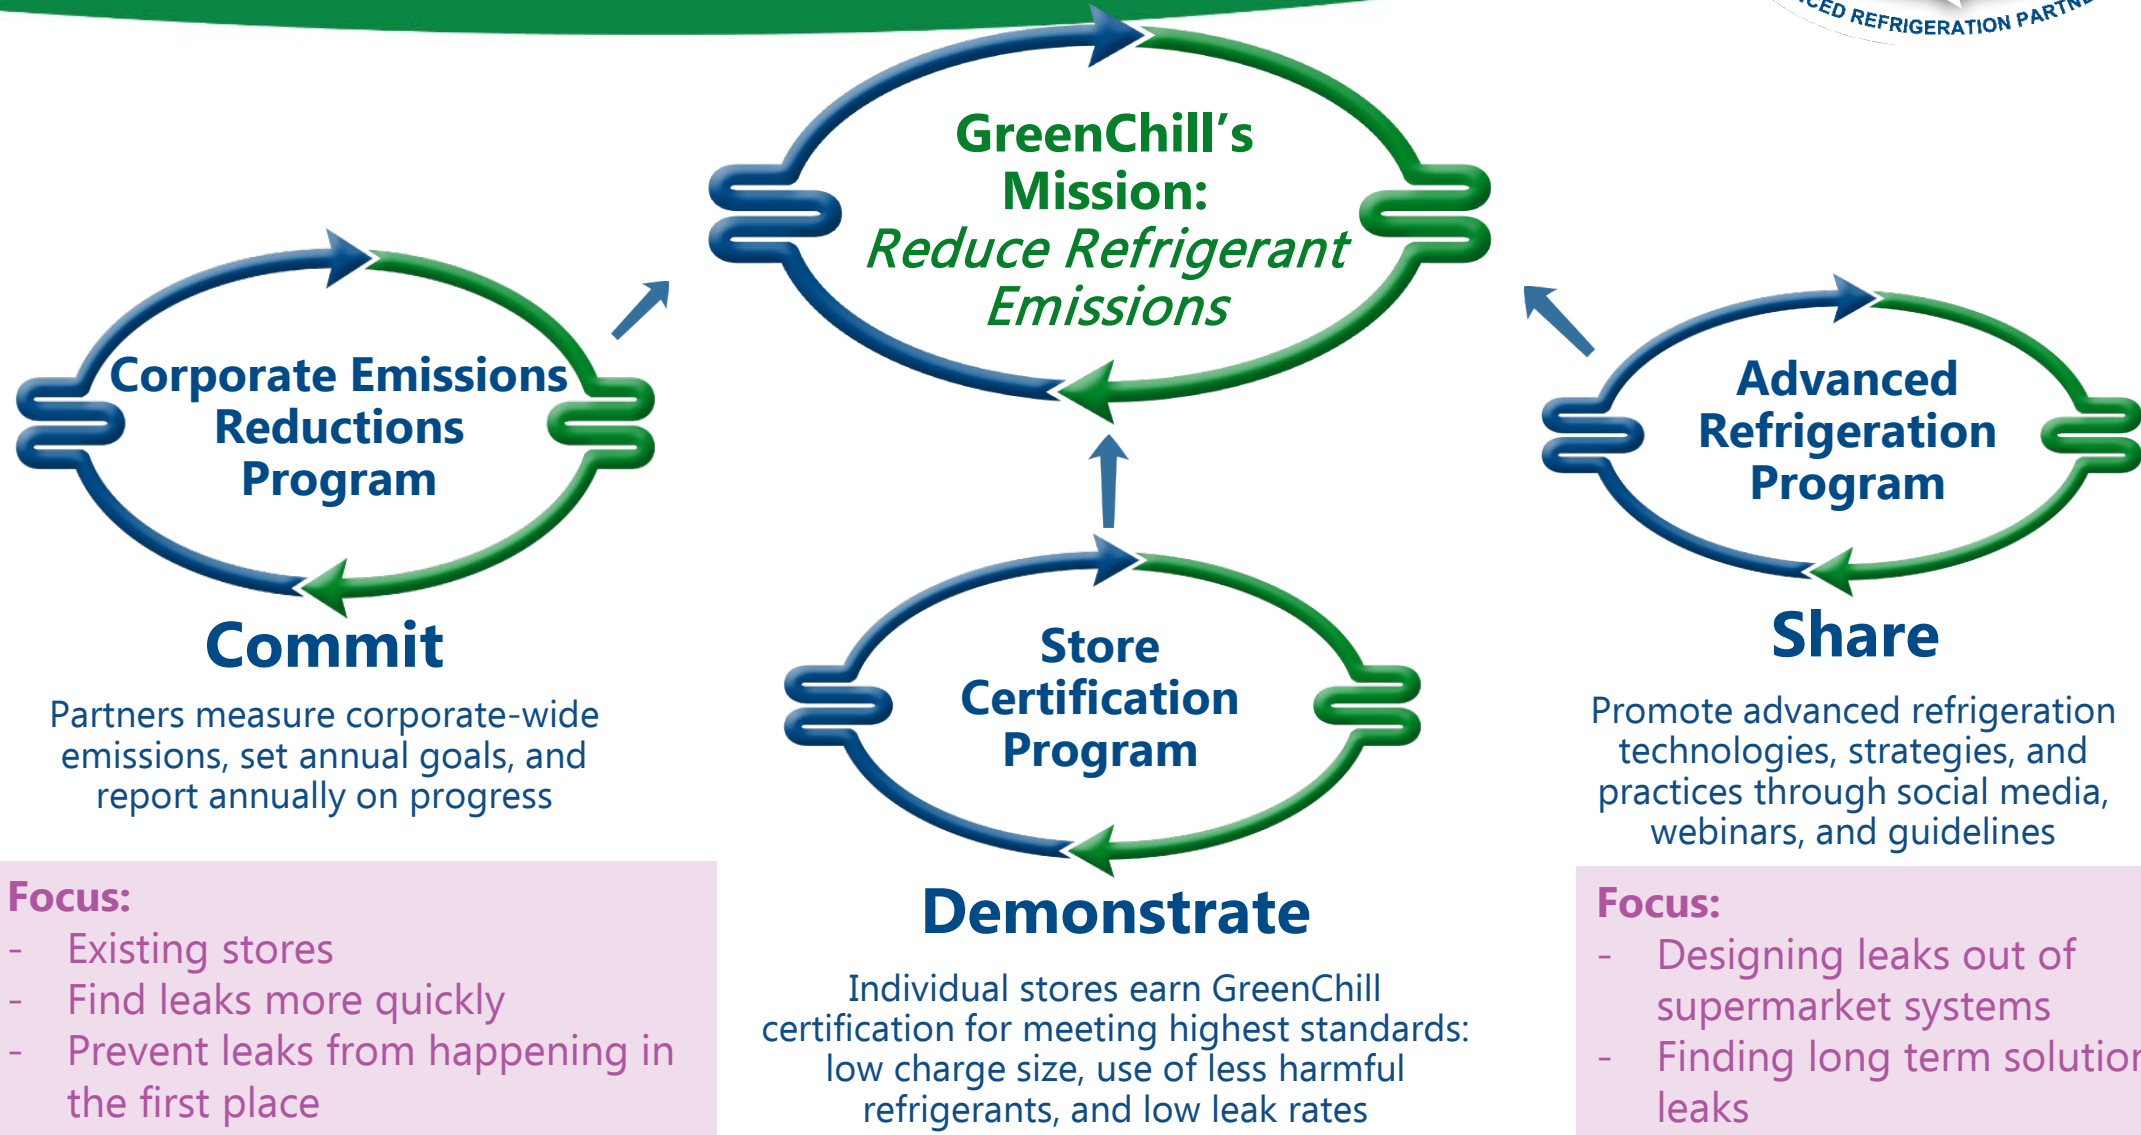 REFRIGERATION
GreenChill’s
Mission:
Reduce Refrigerant
Emissions
Corporate Emissions
Reductions
Program
Commit
Partners measure corporate-wide
emissions, set annual goals, and
report annually on progress
Focus:
- Existing stores
- Find leaks more quickly
- Prevent leaks from happening in
the first place
Store
Certification
Program
Demonstrate
Individual stores earn GreenChill
certification for meeting highest standards:
low charge size, use of less harmful
refrigerants, and low leak rates
Advanced
Refrigeration
Program
Share
Promote advanced refrigeration
technologies, strategies, and
practices through social media,
webinars, and guidelines
Focus:
- Designing leaks out of
supermarket systems
- Finding long term solution
leaks